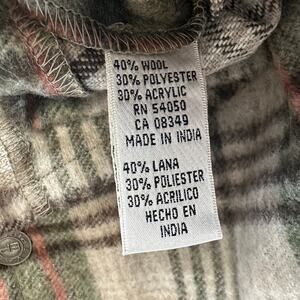 40% WOOL
30% POLYESTER
30% ACRYLIC
RN 54050
CA 08349
MADE IN INDIA
40% LANA
30% POLIESTER
30% ACRILICO
HECHO EN
INDIA